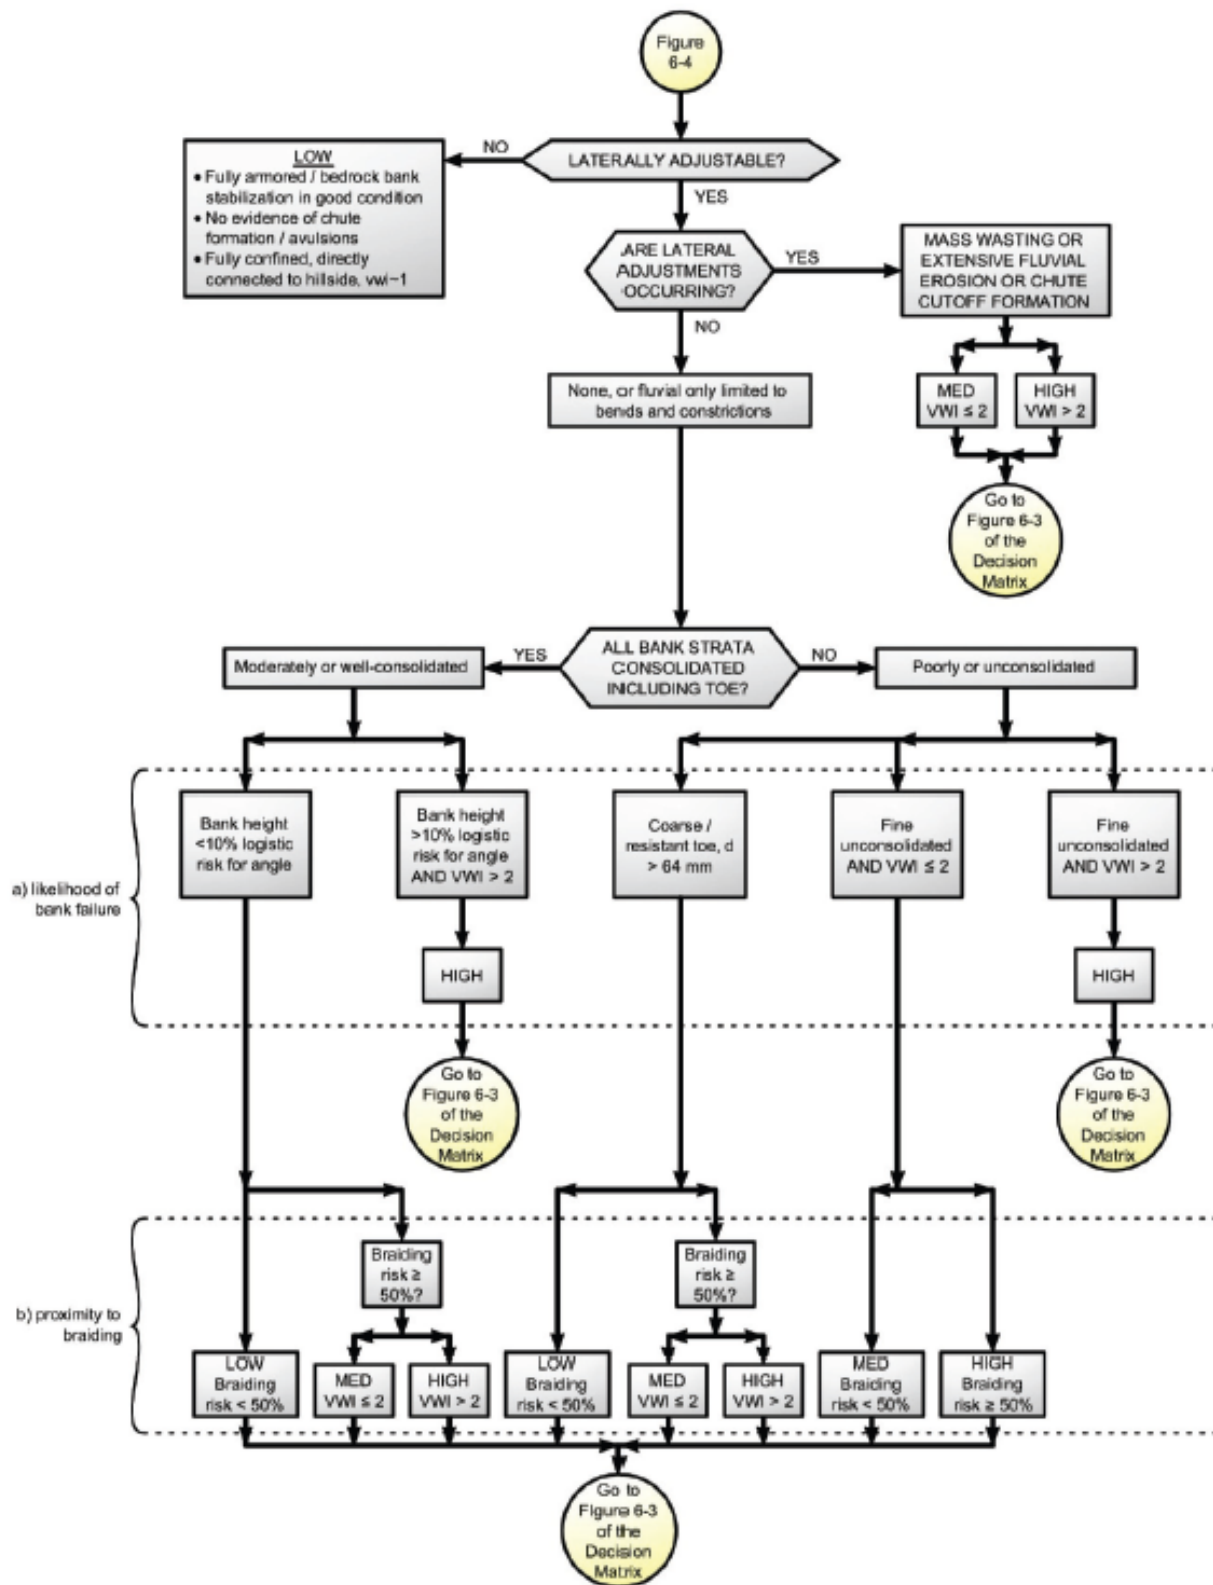 Figure
6-4
LATERALLY ADJUSTABLE?
NO
YES
LOW
• Fully armored / bedrock bank
stabilization in good condition
• No evidence of chute
formation / avulsions
• Fully confined, directly
connected to hillside, vwi~1
ARE LATERAL
ADJUSTMENTS
OCCURRING?
YES
NO
MASS WASTING OR
EXTENSIVE FLUVIAL
EROSION OR CHUTE
CUTOFF FORMATION
MED
VWI ≤ 2
HIGH
VWI > 2
Go to
Figure 6-3
of the
Decision
Matrix
None, or fluvial only limited to
bends and constrictions
ALL BANK STRATA
CONSOLIDATED
INCLUDING TOE?
YES
NO
Moderately or well-consolidated
Poorly or unconsolidated
a) likelihood of
bank failure
Bank height
<10% logistic
risk for angle
Bank height
>10% logistic
risk for angle
AND VWI > 2
Coarse /
resistant toe, d
> 64 mm
Fine
unconsolidated
AND VWI ≤ 2
Fine
unconsolidated
AND VWI > 2
HIGH
HIGH
Go to
Figure 6-3
of the
Decision
Matrix
Go to
Figure 6-3
of the
Decision
Matrix
b) proximity to
braiding
Braiding
risk ≥
50%?
Braiding
risk ≥
50%?
LOW
Braiding
risk < 50%
MED
VWI ≤ 2
HIGH
VWI > 2
LOW
Braiding
risk < 50%
MED
VWI ≤ 2
HIGH
VWI > 2
MED
Braiding
risk < 50%
HIGH
Braiding
risk ≥ 50%
Go to
Figure 6-3
of the
Decision
Matrix